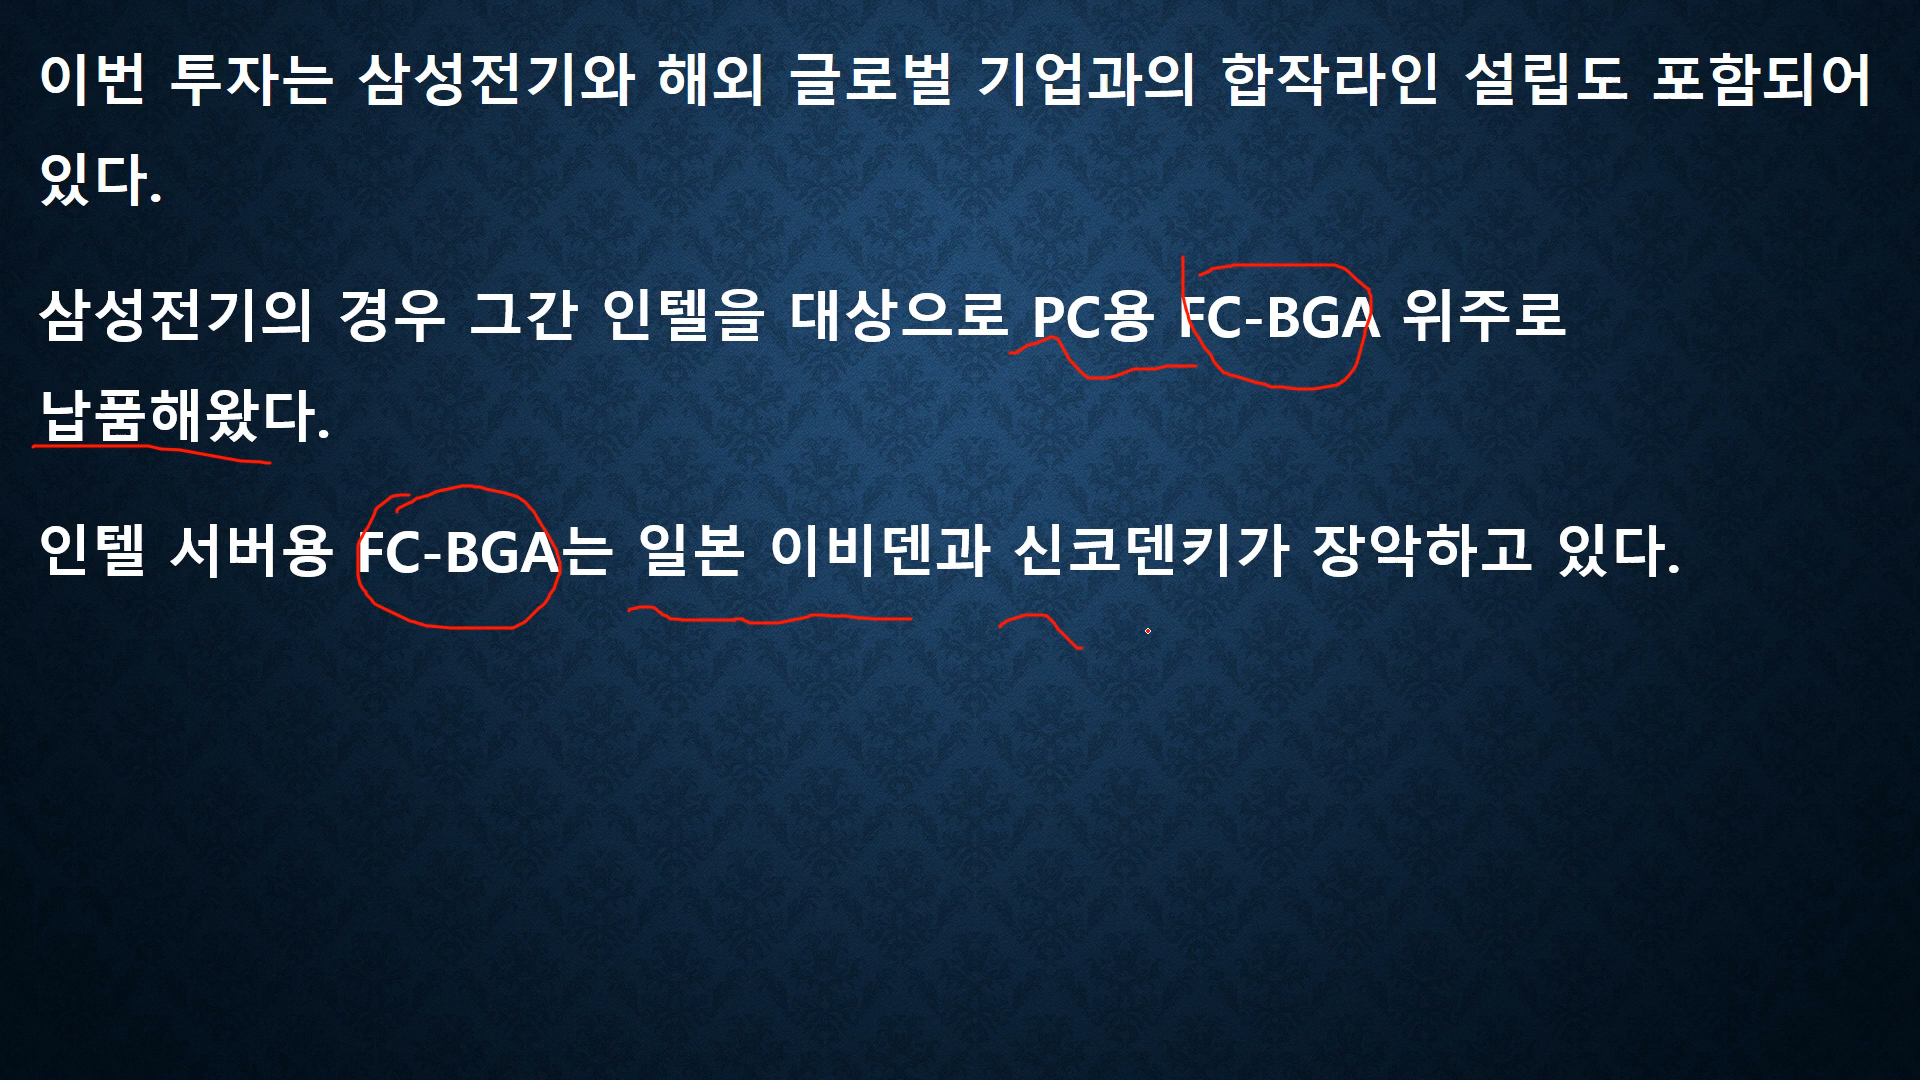 이번 투자는 삼성전기와 해외 글로벌 기업과의 합작라인 설립도 포함되어
있다.
삼성전기의 경우 그간 인텔을 대상으로 PC용 FC-BGA 위주로
납품해왔다.
인텔 서버용 FC-BGA는 일본 이비덴과 신코덴키가 장악하고 있다.